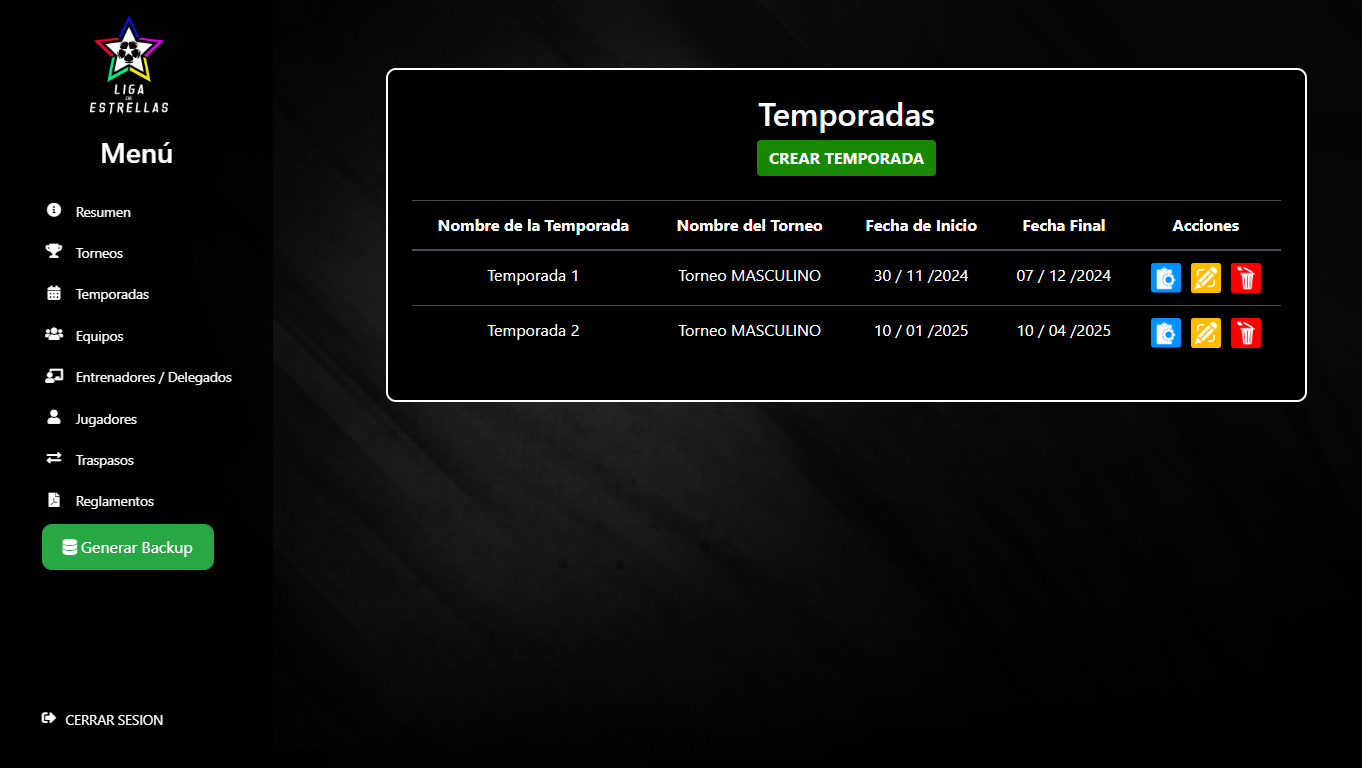 LIGA
DE
ESTRELLAS
Menú
Resumen
Torneos
Temporadas
Equipos
Entrenadores / Delegados
Jugadores
Traspasos
Reglamentos
Generar Backup
CERRAR SESION
Temporadas
CREAR TEMPORADA
Nombre de la Temporada Nombre del Torneo Fecha de Inicio Fecha Final Acciones
Temporada 1 Torneo MASCULINO 30 / 11 /2024 07 / 12 /2024
Temporada 2 Torneo MASCULINO 10 / 01 /2025 10 / 04 /2025